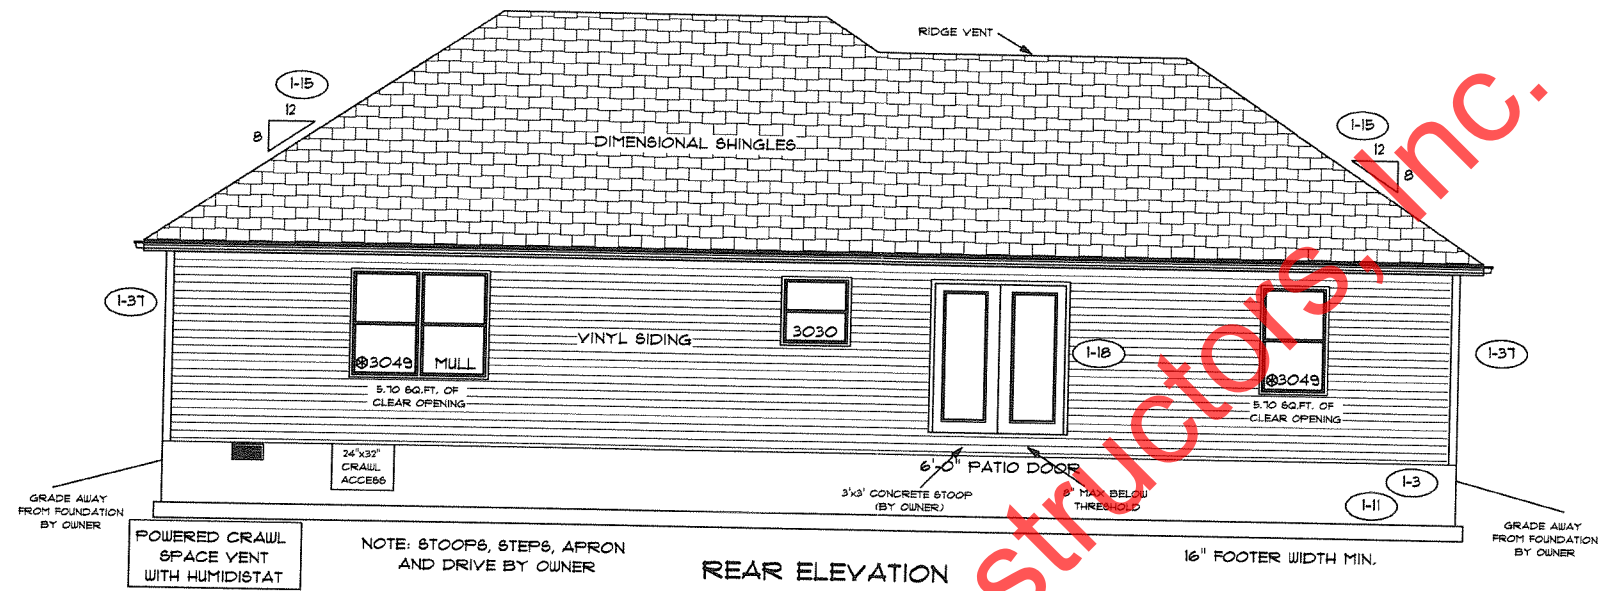 RIDGE VENT
1-15
12
8
1-15
12
8
DIMENSIONAL SHINGLES
1-37
VINYL SIDING
⊛3049 MULL
5.70 SQ.FT. OF
CLEAR OPENING
3030
1-18
⊛3049
5.70 SQ.FT. OF
CLEAR OPENING
1-37
24"x32"
CRAWL
ACCESS
6'-0" PATIO DOOR
3'x3' CONCRETE STOOP
(BY OWNER)
8" MAX BELOW
THRESHOLD
1-3
1-11
GRADE AWAY
FROM FOUNDATION
BY OWNER
GRADE AWAY
FROM FOUNDATION
BY OWNER
POWERED CRAWL
SPACE VENT
WITH HUMIDISTAT
NOTE: STOOPS, STEPS, APRON
AND DRIVE BY OWNER
REAR ELEVATION
16" FOOTER WIDTH MIN.
structors, Inc.